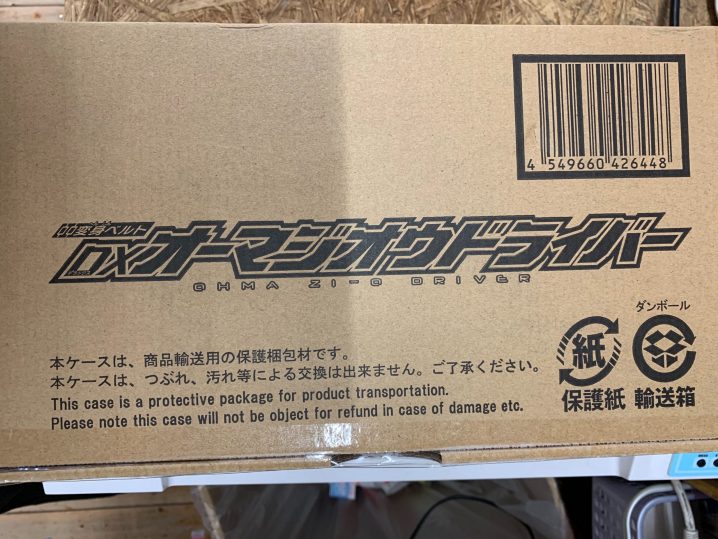 4 549660 426448
変身ベルト
DXオーマジオウドライバー
OHMA ZI-O DRIVER
ダンボール
紙
保護紙
輸送箱
本ケースは、商品輸送用の保護梱包材です。
本ケースは、つぶれ、汚れ等による交換は出来ません。ご了承ください。
This case is a protective package for product transportation.
Please note this case will not be object for refund in case of damage etc.